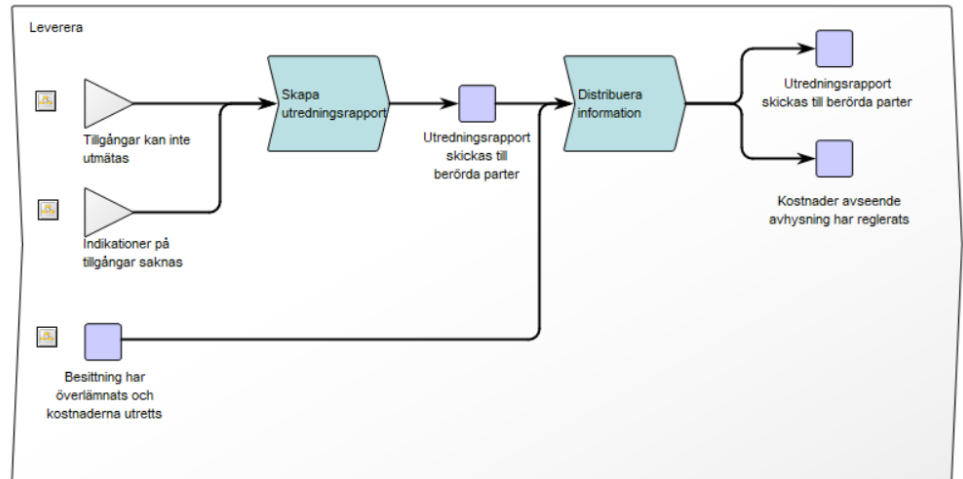 Leverera
Tillgångar kan inte
utmätas
Indikationer på
tillgångar saknas
Besittning har
överlämnats och
kostnaderna utretts
Skapa
utredningsrapport
Utredningsrapport
skickas till
berörda parter
Distribuera
information
Utredningsrapport
skickas till berörda parter
Kostnader avseende
avhysning har reglerats